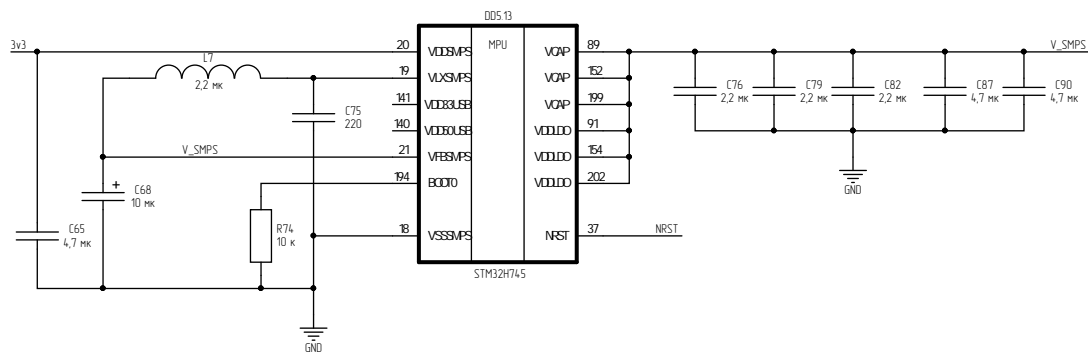 DD5.13
3v3
20
VDDSMPS
MPU
VCAP
89
V_SMPS
L7
2,2 мк
19
VLXSMPS
VCAP
152
C76
2,2 мк
C79
2,2 мк
C82
2,2 мк
C87
4,7 мк
C90
4,7 мк
141
VDD33USB
VCAP
199
C75
220
140
VDD50USB
VDDLDO
91
V_SMPS
21
VFBSMPS
VDDLDO
154
194
BOOT0
VDDLDO
202
GND
C68
10 мк
+
C65
4,7 мк
R74
10 к
18
VSSSMPS
NRST
37
NRST
STM32H745
GND